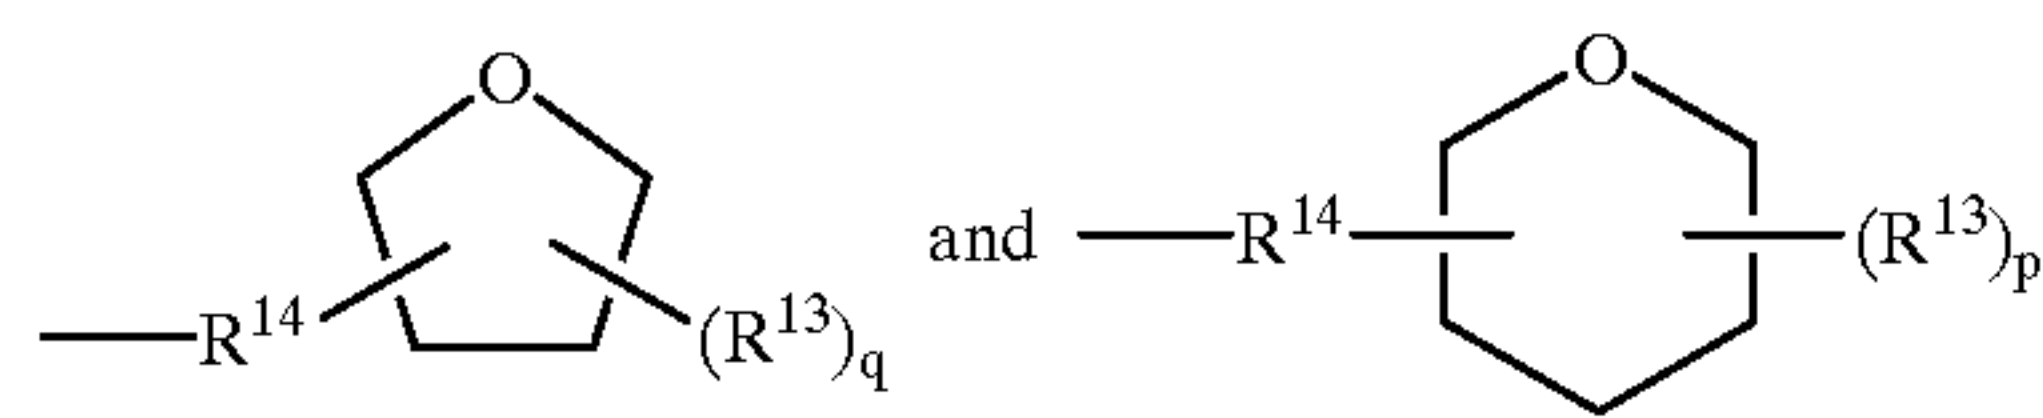 O
—R¹⁴ (R¹³)q
and
O
—R¹⁴ (R¹³)p